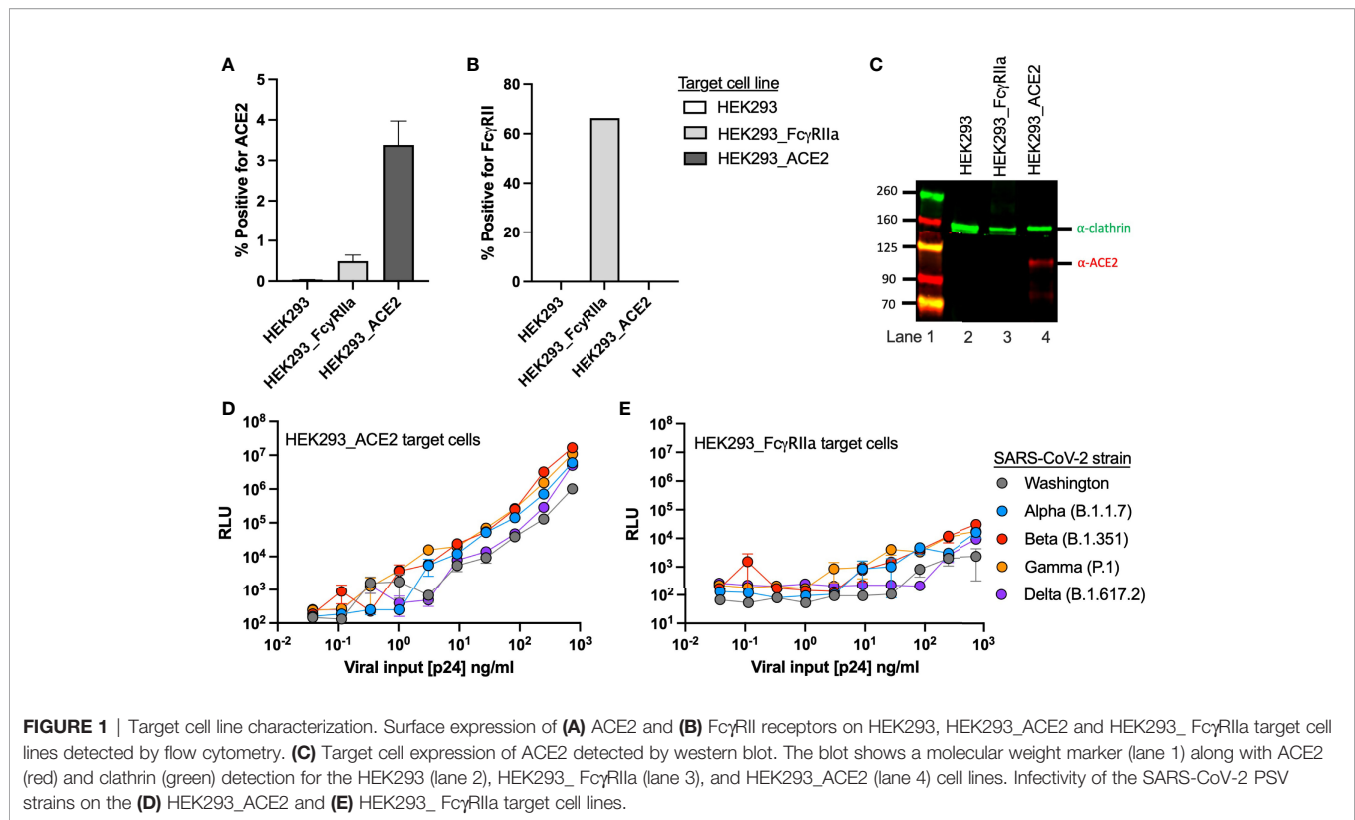 A
% Positive for ACE2
5
4
3
2
1
0
HEK293
HEK293_FcγRIIa
HEK293_ACE2
B
% Positive for FcγRII
80
60
40
20
0
HEK293
HEK293_FcγRIIa
HEK293_ACE2
Target cell line
HEK293
HEK293_FcγRIIa
HEK293_ACE2
C
HEK293
HEK293_FcγRIIa
HEK293_ACE2
260
160
125
90
70
α-clathrin
α-ACE2
Lane 1 2 3 4
D
HEK293_ACE2 target cells
RLU
10^8
10^7
10^6
10^5
10^4
10^3
10^2
10^-2 10^-1 10^0 10^1 10^2 10^3
Viral input [p24] ng/ml
E
HEK293_FcγRIIa target cells
RLU
10^8
10^7
10^6
10^5
10^4
10^3
10^2
10^1
10^-2 10^-1 10^0 10^1 10^2 10^3
Viral input [p24] ng/ml
SARS-CoV-2 strain
Washington
Alpha (B.1.1.7)
Beta (B.1.351)
Gamma (P.1)
Delta (B.1.617.2)
FIGURE 1 | Target cell line characterization. Surface expression of (A) ACE2 and (B) FcγRII receptors on HEK293, HEK293_ACE2 and HEK293_ FcγRIIa target cell
lines detected by flow cytometry. (C) Target cell expression of ACE2 detected by western blot. The blot shows a molecular weight marker (lane 1) along with ACE2
(red) and clathrin (green) detection for the HEK293 (lane 2), HEK293_ FcγRIIa (lane 3), and HEK293_ACE2 (lane 4) cell lines. Infectivity of the SARS-CoV-2 PSV
strains on the (D) HEK293_ACE2 and (E) HEK293_ FcγRIIa target cell lines.